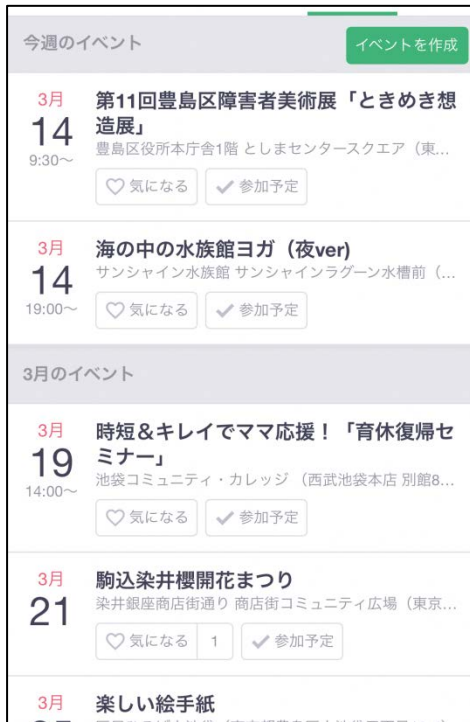 今週のイベント
イベントを作成
3月
14
9:30〜
第11回豊島区障害者美術展「ときめき想
造展」
豊島区役所本庁舎1階 としまセンタースクエア（東...
気になる
参加予定
3月
14
19:00〜
海の中の水族館ヨガ（夜ver)
サンシャイン水族館 サンシャインラグーン水槽前（...
気になる
参加予定
3月のイベント
3月
19
14:00〜
時短＆キレイでママ応援！「育休復帰セ
ミナー」
池袋コミュニティ・カレッジ （西武池袋本店 別館8...
気になる
参加予定
3月
21
駒込染井櫻開花まつり
染井銀座商店街通り 商店街コミュニティ広場（東京...
気になる 1
参加予定
3月
楽しい絵手紙